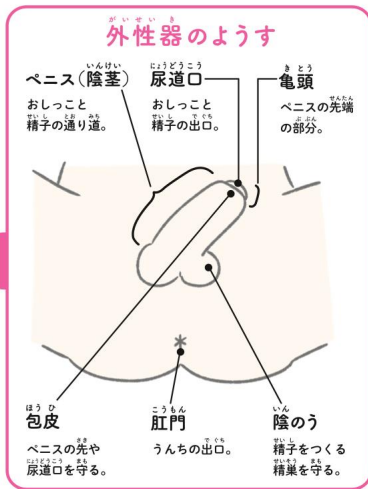 外性器のようす
ペニス（陰茎）
おしっこと
精子の通り道。
尿道口
おしっこと
精子の出口。
亀頭
ペニスの先端
の部分。
包皮
ペニスの先や
尿道口を守る。
肛門
うんちの出口。
陰のう
精子をつくる
精巣を守る。